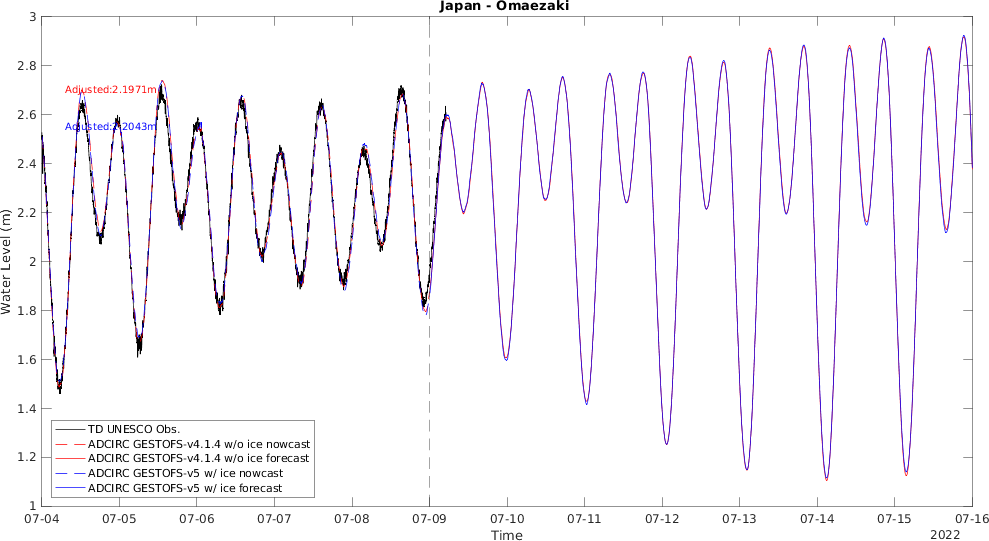 Japan - Omaezaki
3
2.8
2.6
2.4
2.2
2
1.8
1.6
1.4
1.2
1
Water Level (m)
Adjusted:2.1971m
Adjusted:2.2043m
TD UNESCO Obs.
ADCIRC GESTOFS-v4.1.4 w/o ice nowcast
ADCIRC GESTOFS-v4.1.4 w/o ice forecast
ADCIRC GESTOFS-v5 w/ ice nowcast
ADCIRC GESTOFS-v5 w/ ice forecast
07-04 07-05 07-06 07-07 07-08 07-09 07-10 07-11 07-12 07-13 07-14 07-15 07-16
Time
2022